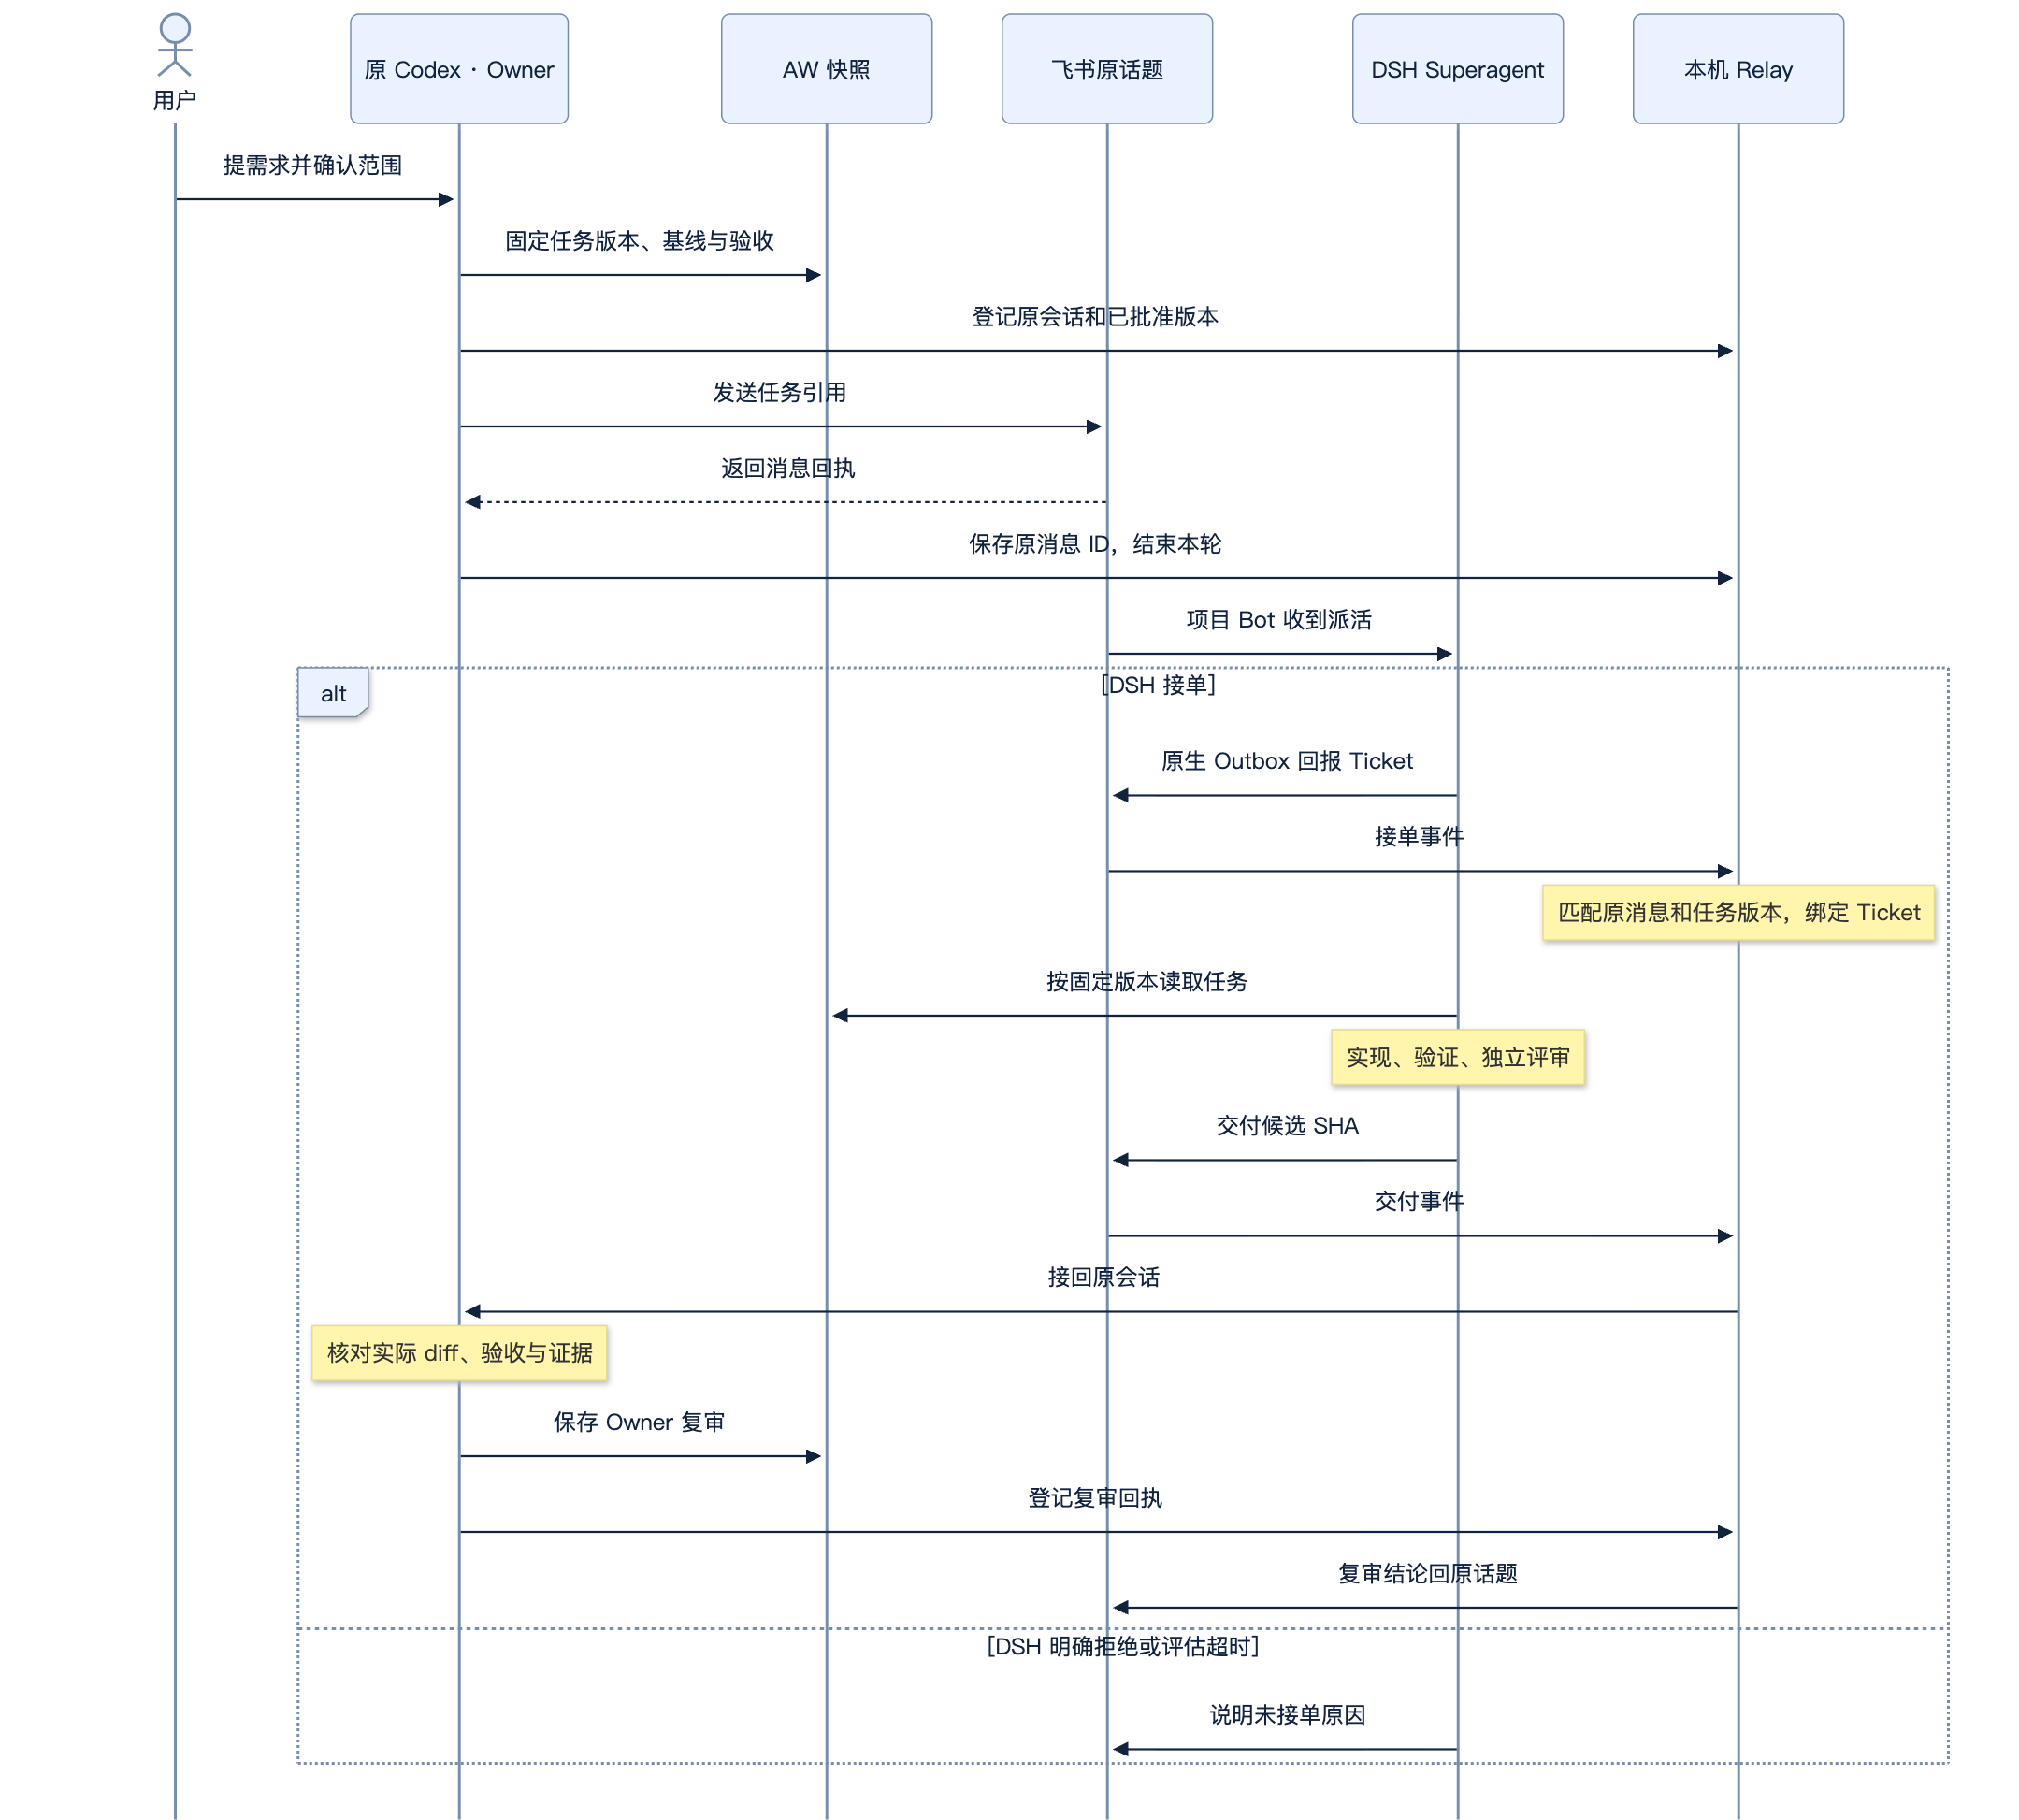 用户
原 Codex · Owner
AW 快照
飞书原话题
DSH Superagent
本机 Relay
提需求并确认范围
固定任务版本、基线与验收
登记原会话和已批准版本
发送任务引用
返回消息回执
保存原消息 ID，结束本轮
项目 Bot 收到派活
alt
[DSH 接单]
原生 Outbox 回报 Ticket
接单事件
匹配原消息和任务版本，绑定 Ticket
按固定版本读取任务
实现、验证、独立评审
交付候选 SHA
交付事件
接回原会话
核对实际 diff、验收与证据
保存 Owner 复审
登记复审回执
复审结论回原话题
[DSH 明确拒绝或评估超时]
说明未接单原因